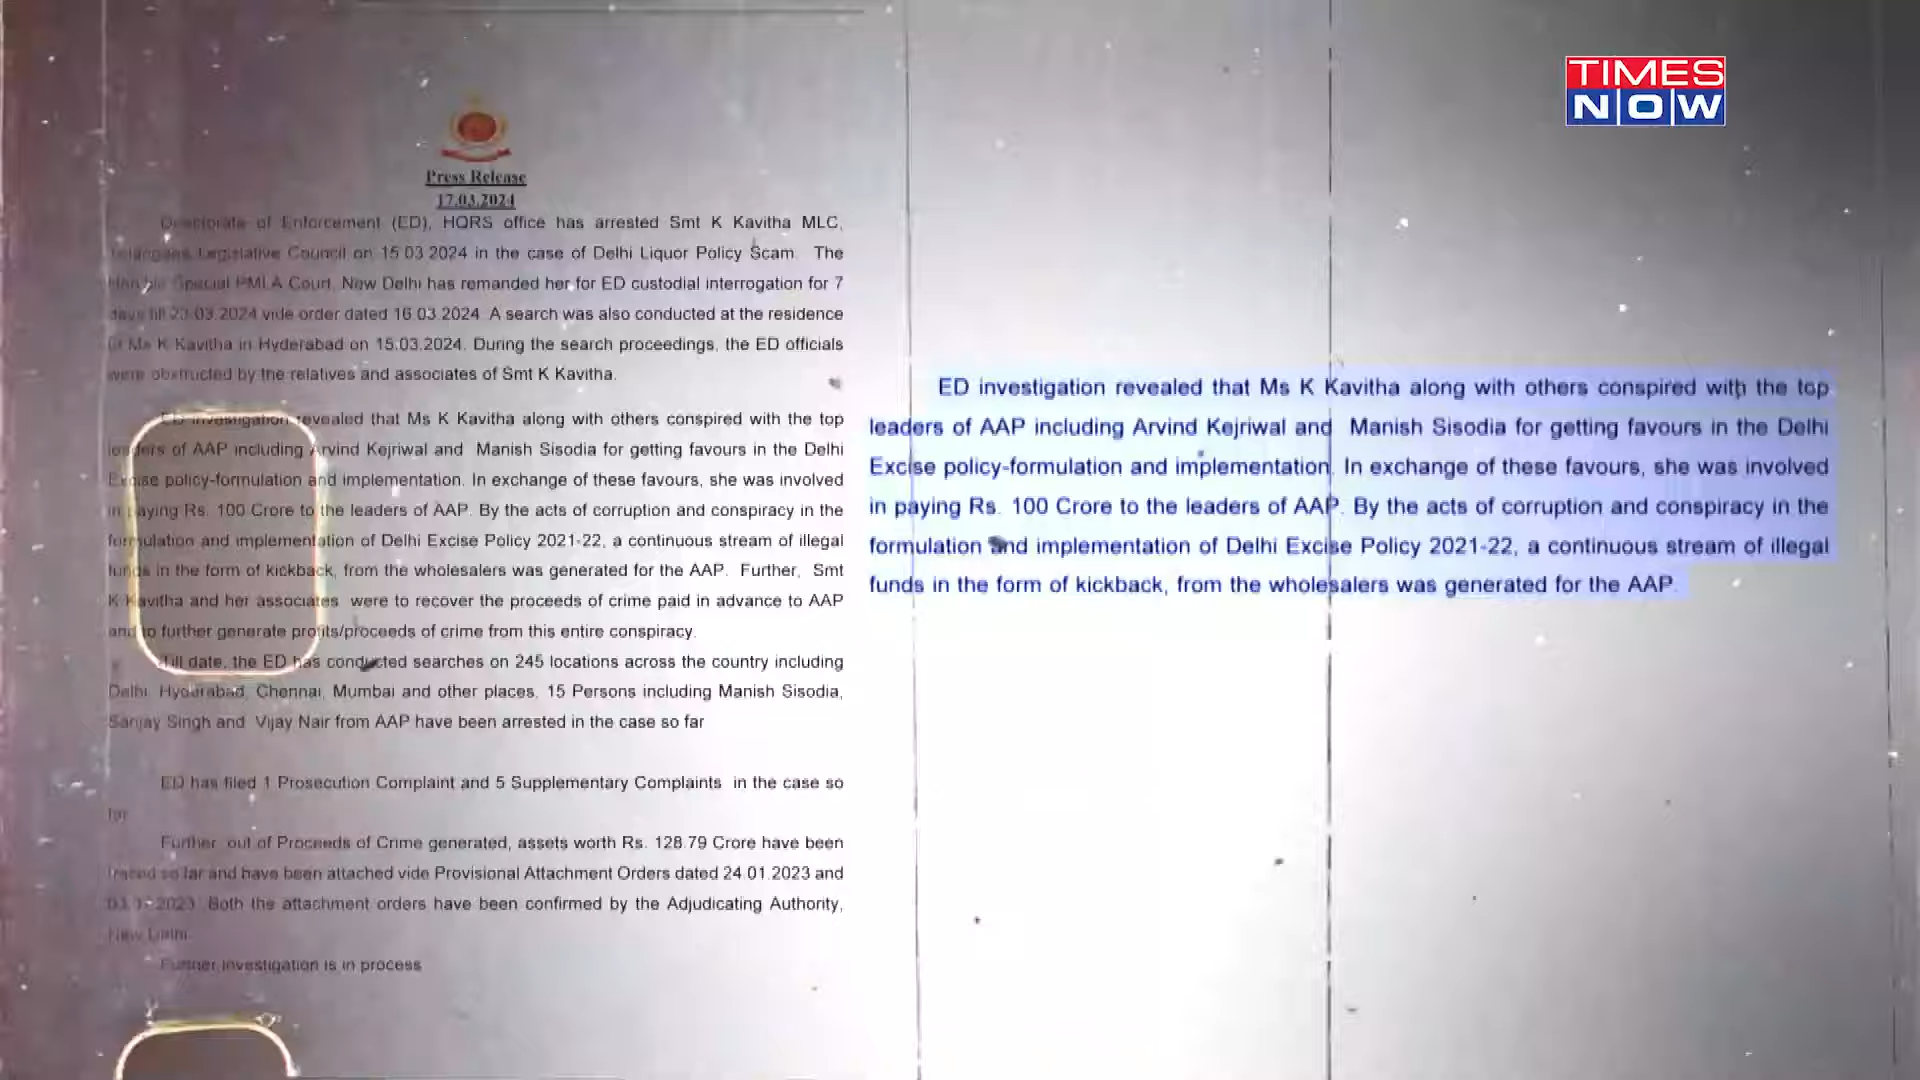 TIMES
NOW
Press Release
17.03.2024
Directorate of Enforcement (ED), HQRS office has arrested Smt K Kavitha MLC,
Telangana Legislative Council on 15 03 2024 in the case of Delhi Liquor Policy Scam. The
Hon'ble Special PMLA Court, New Delhi has remanded her for ED custodial interrogation for 7
days till 23.03.2024 vide order dated 16 03 2024 A search was also conducted at the residence
of Ms K Kavitha in Hyderabad on 15.03.2024. During the search proceedings, the ED officials
were obstructed by the relatives and associates of Smt K Kavitha.
ED investigation revealed that Ms K Kavitha along with others conspired with the top
leaders of AAP including Arvind Kejriwal and Manish Sisodia for getting favours in the Delhi
Excise policy-formulation and implementation. In exchange of these favours, she was involved
in paying Rs. 100 Crore to the leaders of AAP. By the acts of corruption and conspiracy in the
formulation and implementation of Delhi Excise Policy 2021-22, a continuous stream of illegal
funds in the form of kickback, from the wholesalers was generated for the AAP. Further, Smt
K Kavitha and her associates were to recover the proceeds of crime paid in advance to AAP
and to further generate profits/proceeds of crime from this entire conspiracy.
Till date, the ED has conducted searches on 245 locations across the country including
Delhi, Hyderabad, Chennai, Mumbai and other places. 15 Persons including Manish Sisodia,
Sanjay Singh and Vijay Nair from AAP have been arrested in the case so far
ED has filed 1 Prosecution Complaint and 5 Supplementary Complaints in the case so
far
Further out of Proceeds of Crime generated, assets worth Rs. 128.79 Crore have been
traced so far and have been attached vide Provisional Attachment Orders dated 24.01.2023 and
2023. Both the attachment orders have been confirmed by the Adjudicating Authority,
New Delhi.
Further investigation is in process
ED investigation revealed that Ms K Kavitha along with others conspired with the top
leaders of AAP including Arvind Kejriwal and Manish Sisodia for getting favours in the Delhi
Excise policy-formulation and implementation. In exchange of these favours, she was involved
in paying Rs. 100 Crore to the leaders of AAP. By the acts of corruption and conspiracy in the
formulation and implementation of Delhi Excise Policy 2021-22, a continuous stream of illegal
funds in the form of kickback, from the wholesalers was generated for the AAP.